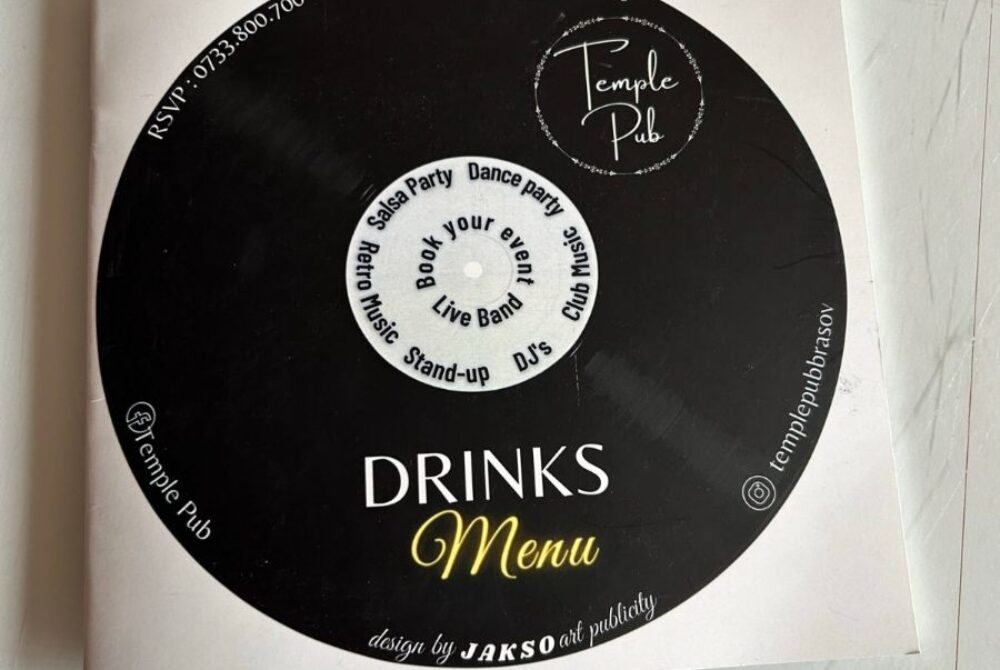 RSVP : 0733.800.700
Temple
Pub
Salsa Party
Dance party
Club Music
DJ's
Stand-up
Retro Music
Book your event
Live Band
Temple Pub
templepubbrasov
DRINKS
Menu
design by JAKSO art publicity